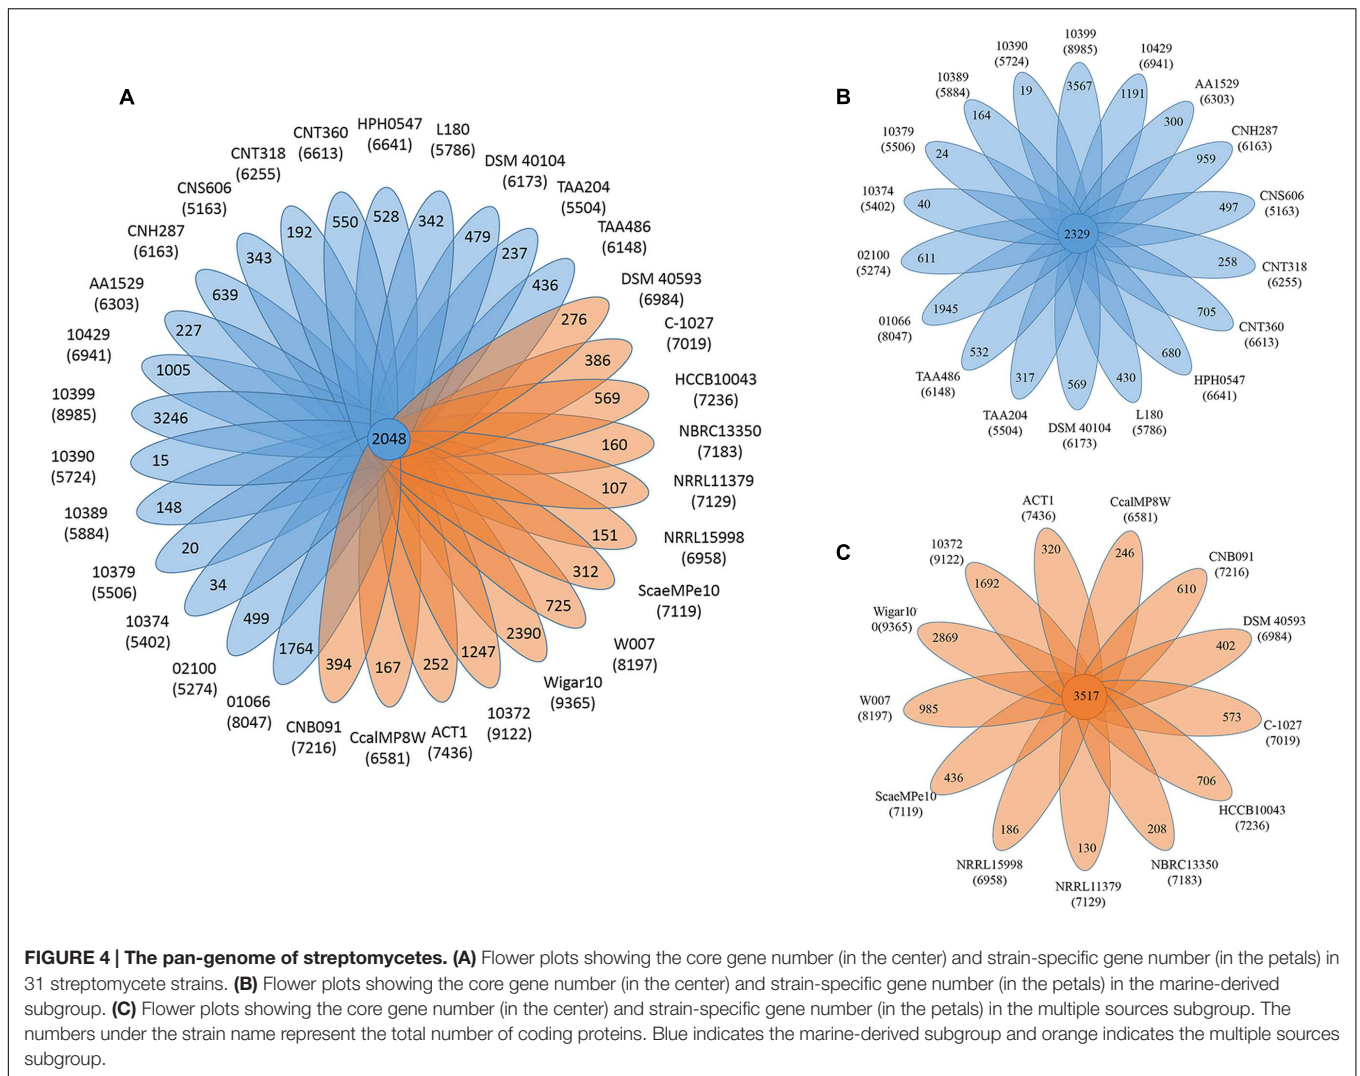 A
HPH0547
(6641)
L180
(5786)
DSM 40104
(6173)
TAA204
(5504)
TAA486
(6148)
DSM 40593
(6984)
C-1027
(7019)
HCCB10043
(7236)
NBRC13350
(7183)
NRRL11379
(7129)
NRRL15998
(6958)
ScaeMPe10
(7119)
W007
(8197)
Wigar10
(9365)
10372
(9122)
ACT1
(7436)
CcalMP8W
(6581)
CNB091
(7216)
01066
(8047)
02100
(5274)
10374
(5402)
10379
(5506)
10389
(5884)
10390
(5724)
10399
(8985)
10429
(6941)
AA1529
(6303)
CNH287
(6163)
CNS606
(5163)
CNT318
(6255)
CNT360
(6613)
528
342
479
237
436
276
386
569
160
107
151
312
725
2390
1247
252
167
394
1764
499
34
20
148
15
3246
1005
227
639
343
192
550
2048
B
10399
(8985)
10429
(6941)
AA1529
(6303)
CNH287
(6163)
CNS606
(5163)
CNT318
(6255)
CNT360
(6613)
HPH0547
(6641)
L180
(5786)
DSM 40104
(6173)
TAA204
(5504)
TAA486
(6148)
01066
(8047)
02100
(5274)
10374
(5402)
10379
(5506)
10389
(5884)
10390
(5724)
3567
1191
300
959
497
258
705
680
430
569
317
532
1945
611
40
24
164
19
2329
C
ACT1
(7436)
CcalMP8W
(6581)
CNB091
(7216)
DSM 40593
(6984)
C-1027
(7019)
HCCB10043
(7236)
NBRC13350
(7183)
NRRL11379
(7129)
NRRL15998
(6958)
ScaeMPe10
(7119)
W007
(8197)
Wigar10
0(9365)
10372
(9122)
320
246
610
402
573
706
208
130
186
436
985
2869
1692
3517
FIGURE 4 | The pan-genome of streptomycetes. (A) Flower plots showing the core gene number (in the center) and strain-specific gene number (in the petals) in
31 streptomycete strains. (B) Flower plots showing the core gene number (in the center) and strain-specific gene number (in the petals) in the marine-derived
subgroup. (C) Flower plots showing the core gene number (in the center) and strain-specific gene number (in the petals) in the multiple sources subgroup. The
numbers under the strain name represent the total number of coding proteins. Blue indicates the marine-derived subgroup and orange indicates the multiple sources
subgroup.